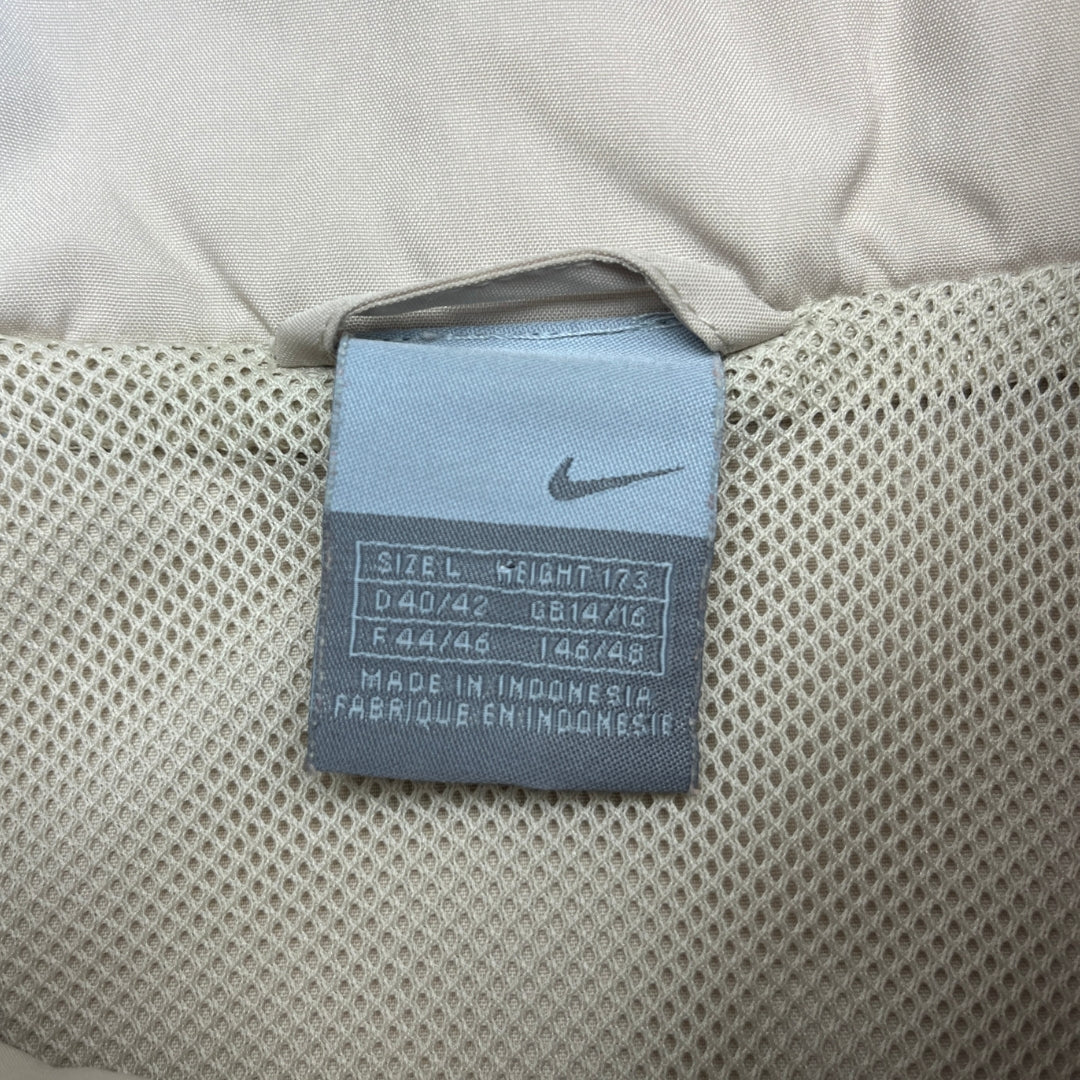 SIZE L HEIGHT 173
D 40/42 GB 14/16
F 44/46 I 46/48
MADE IN INDONESIA
FABRIQUE EN INDONESIE